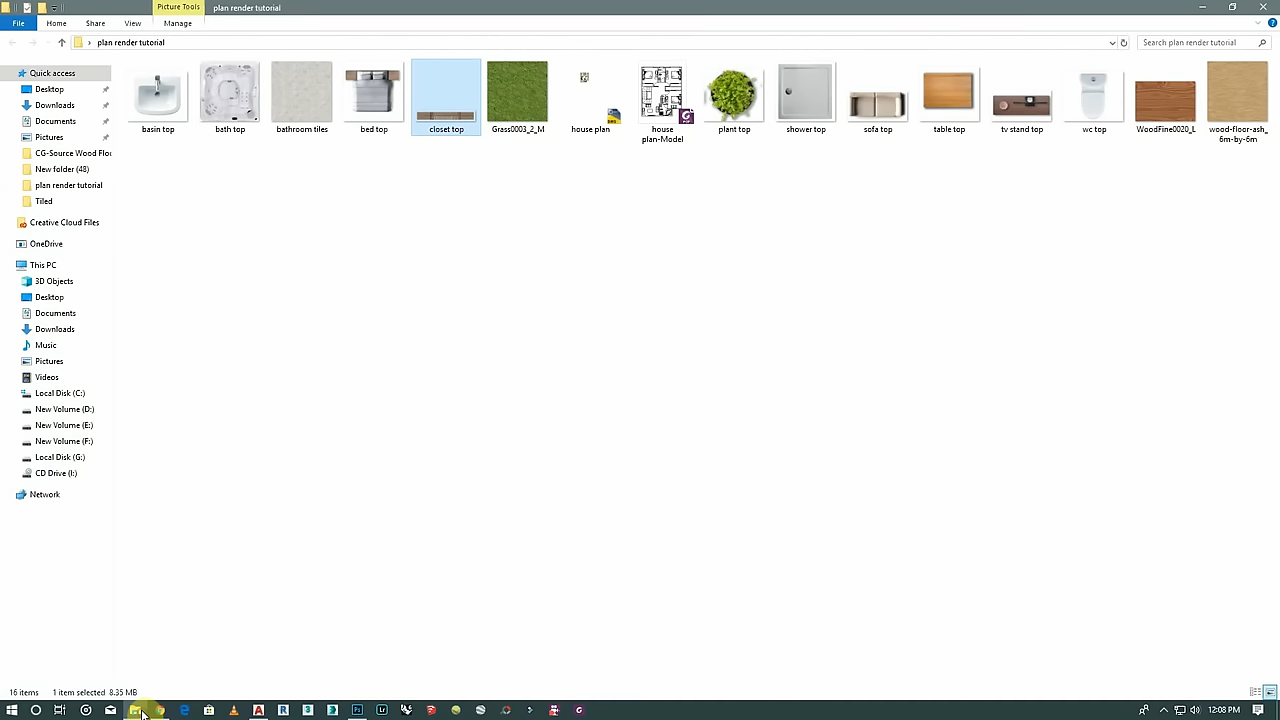 Picture Tools
plan render tutorial
File
Home
Share
View
Manage
plan render tutorial
Search plan render tutorial
Quick access
Desktop
Downloads
Documents
Pictures
CG-Source Wood Floo
New folder (48)
plan render tutorial
Tiled
Creative Cloud Files
OneDrive
This PC
3D Objects
Desktop
Documents
Downloads
Music
Pictures
Videos
Local Disk (C:)
New Volume (D:)
New Volume (E:)
New Volume (F:)
Local Disk (G:)
CD Drive (I:)
Network
basin top
bath top
bathroom tiles
bed top
closet top
Grass0003_2_M
house plan
house
plan-Model
plant top
shower top
sofa top
table top
tv stand top
wc top
WoodFine0020_L
wood-floor-ash_
6m-by-6m
16 items
1 item selected 8.35 MB
12:08 PM